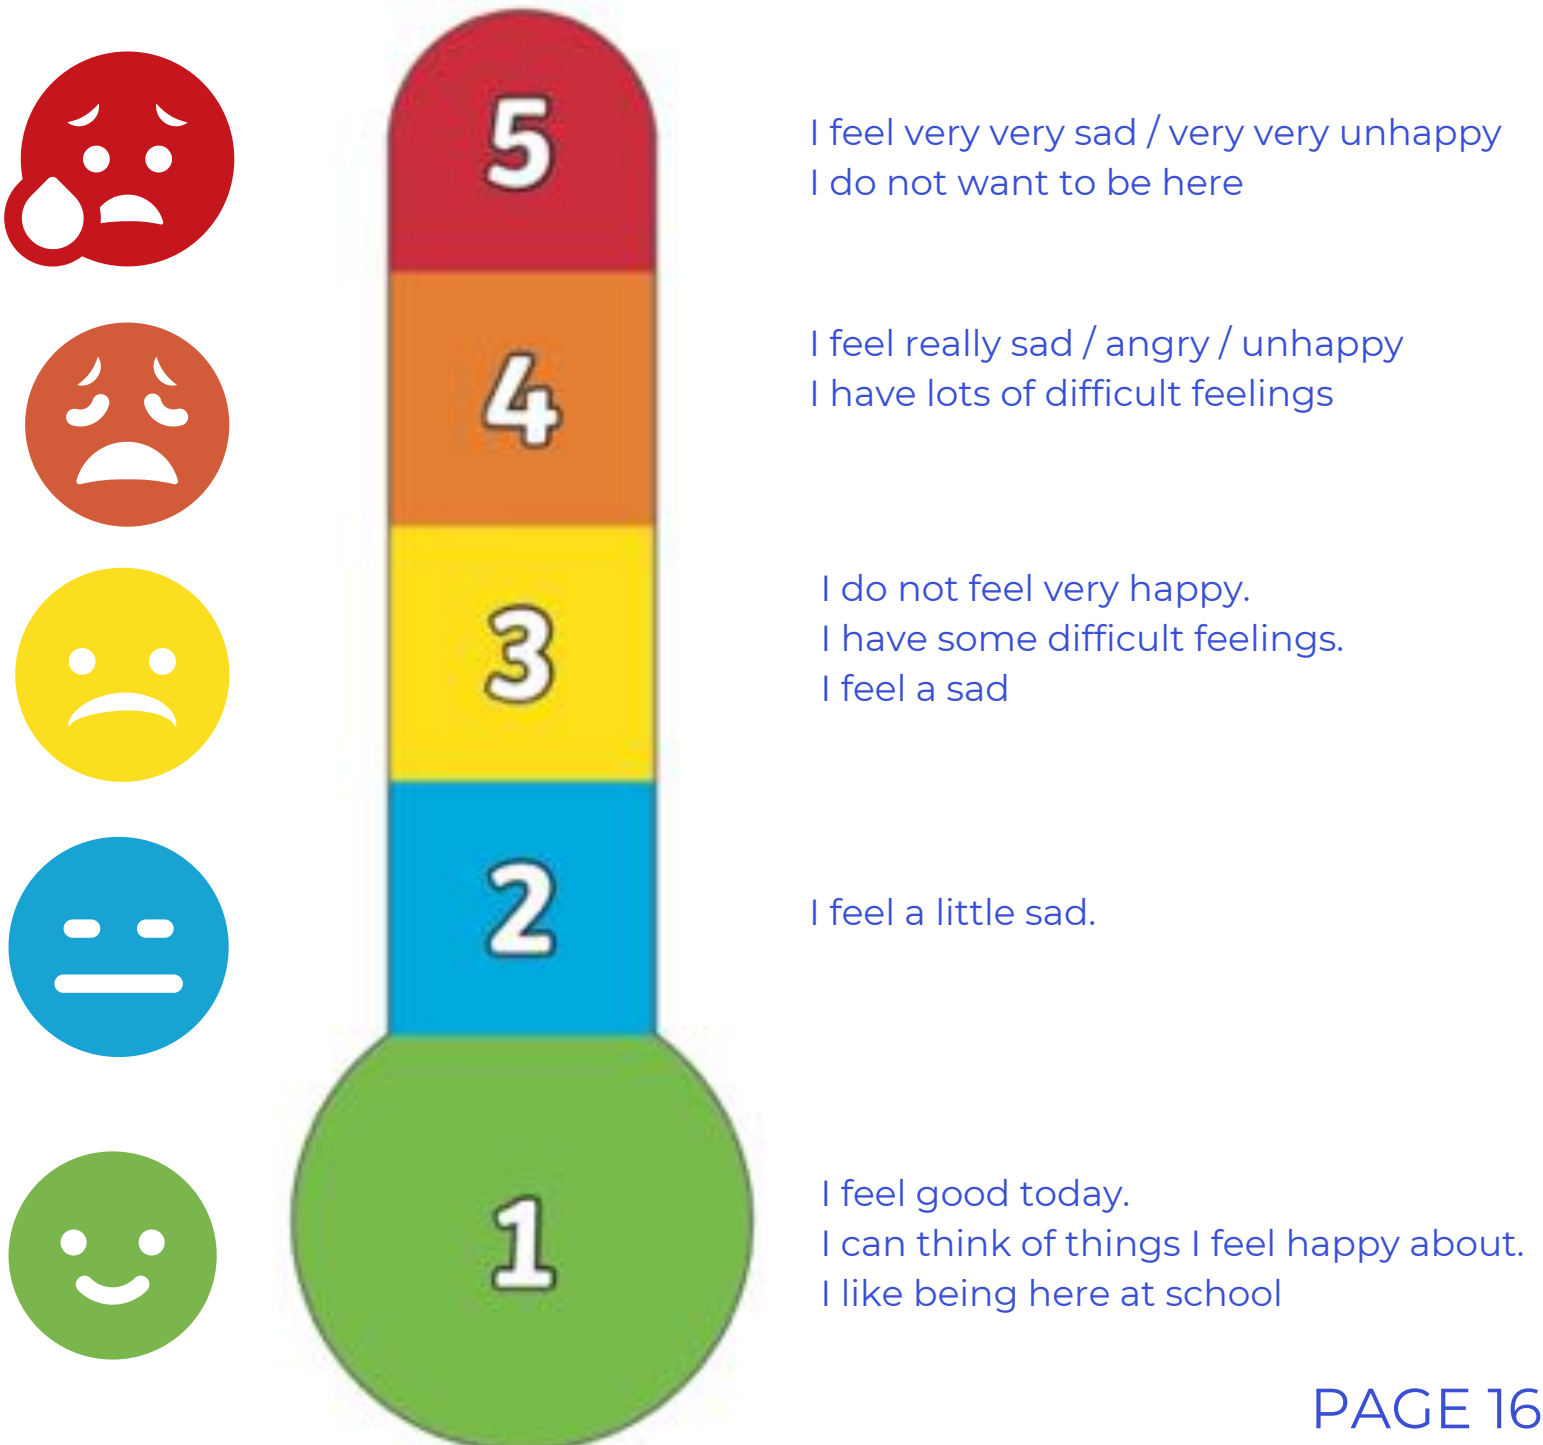 5
I feel very very sad / very very unhappy
I do not want to be here
4
I feel really sad / angry / unhappy
I have lots of difficult feelings
3
I do not feel very happy.
I have some difficult feelings.
I feel a sad
2
I feel a little sad.
1
I feel good today.
I can think of things I feel happy about.
I like being here at school
PAGE 16